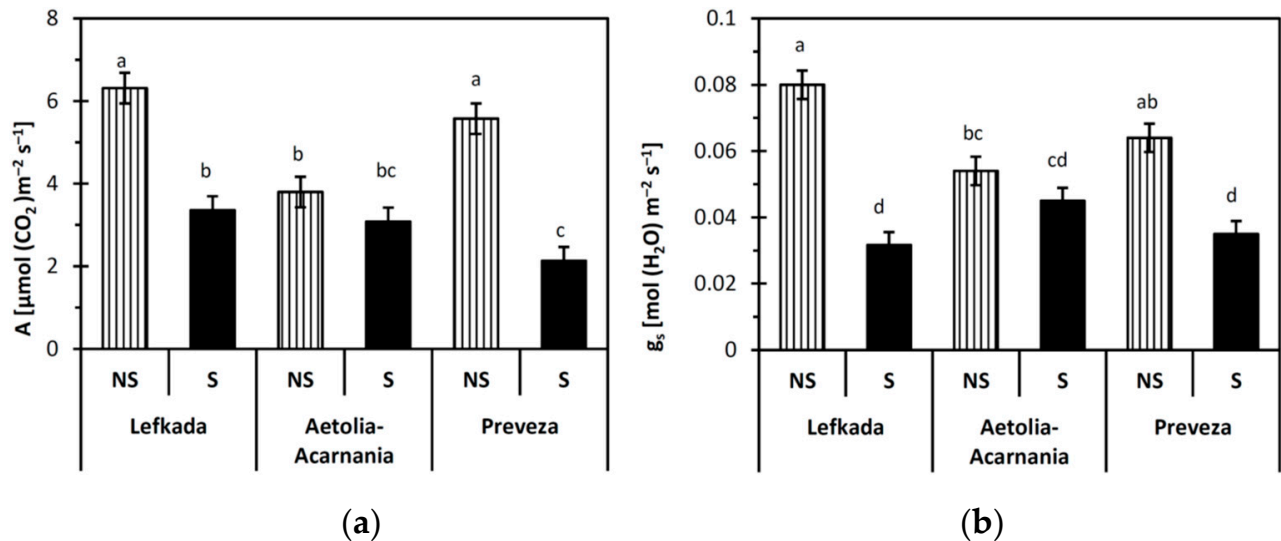 A [µmol (CO₂ )m⁻² s⁻¹]
8
6
4
2
0
a
b
b
bc
a
c
NS S NS S NS S
Lefkada Aetolia- Preveza
Acarnania
(a)
gₛ [mol (H₂O) m⁻² s⁻¹]
0.1
0.08
0.06
0.04
0.02
0
a
d
bc
cd
ab
d
NS S NS S NS S
Lefkada Aetolia- Preveza
Acarnania
(b)